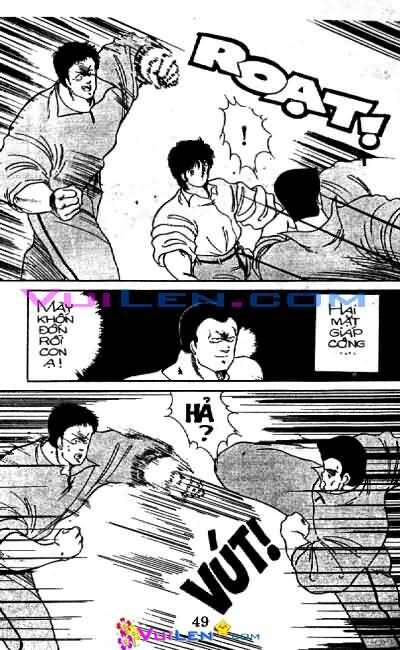 ROẠT!
!
HAI
MẶT
GIÁP
CÔNG
....
MÀY
KHỐN
ĐỐN
RỒI
CON
Ạ!
VuiLen.com
HẢ
?
VÚT!
49
VuiLen.com